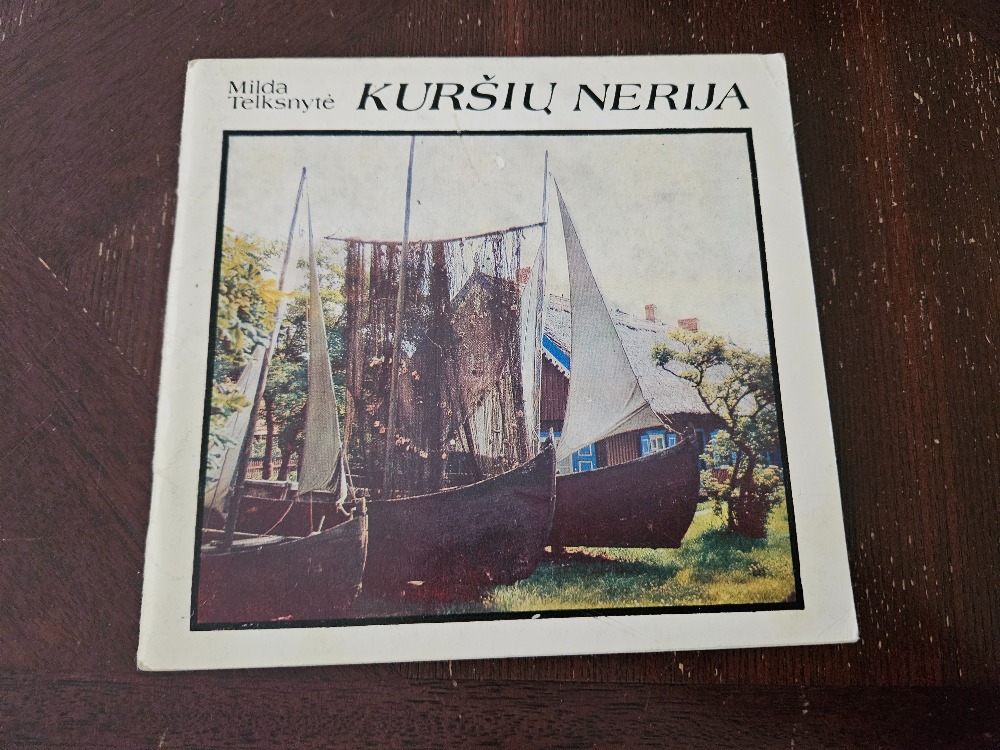 Milda
Telksnytė
KURŠIŲ NERIJA